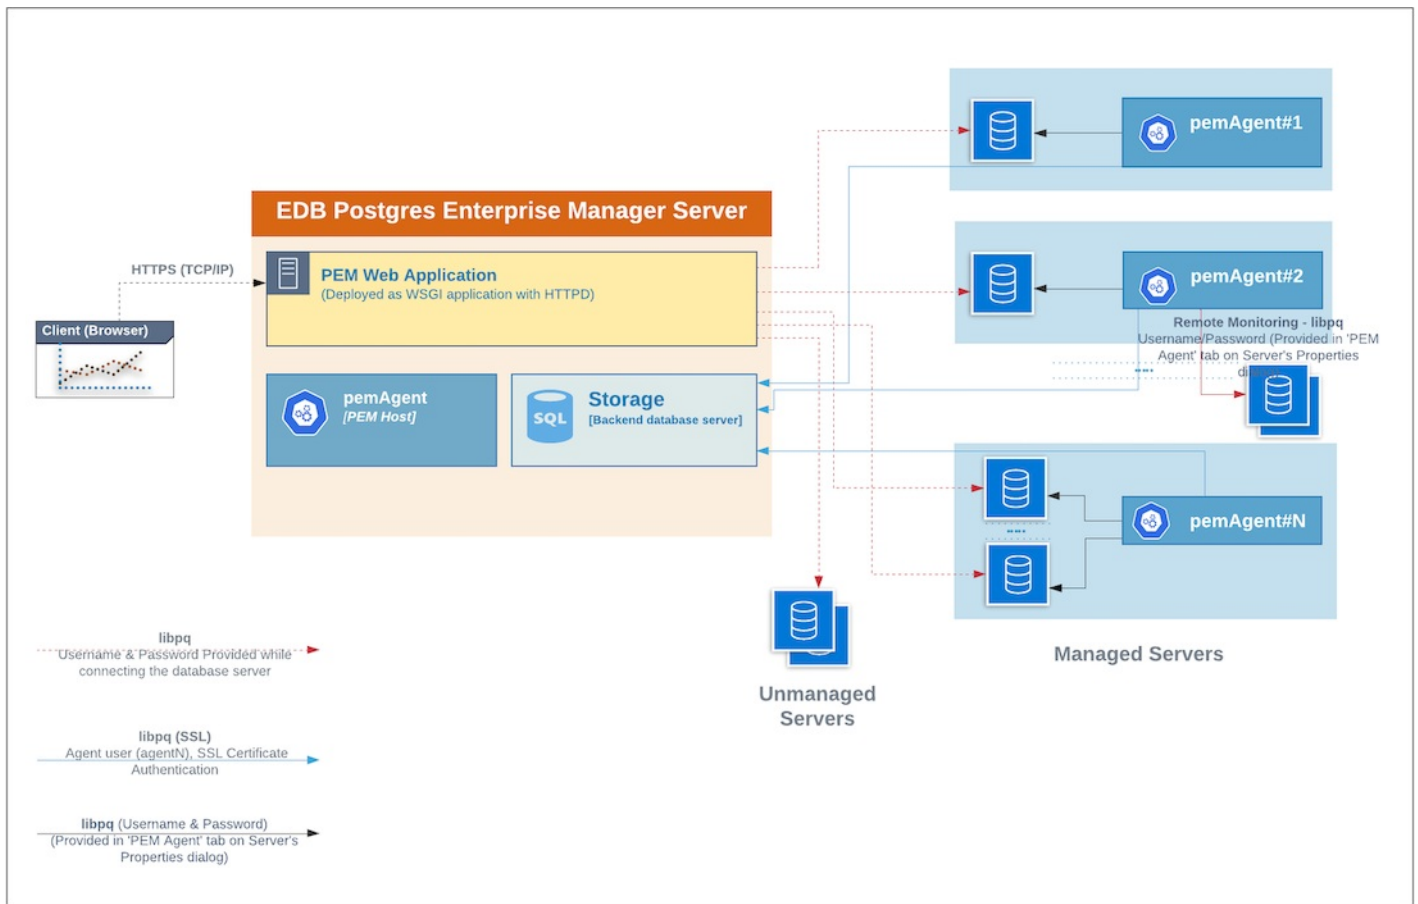 pemAgent#1
EDB Postgres Enterprise Manager Server
HTTPS (TCP/IP)
PEM Web Application
(Deployed as WSGI application with HTTPD)
pemAgent#2
Client (Browser)
Remote Monitoring - libpq
Username/Password (Provided in 'PEM
Agent' tab on Server's Properties
pemAgent
[PEM Host]
SQL
Storage
[Backend database server]
pemAgent#N
Managed Servers
Unmanaged
Servers
libpq
Username & Password Provided while
connecting the database server
libpq (SSL)
Agent user (agentN), SSL Certificate
Authentication
libpq (Username & Password)
(Provided in 'PEM Agent' tab on Server's
Properties dialog)